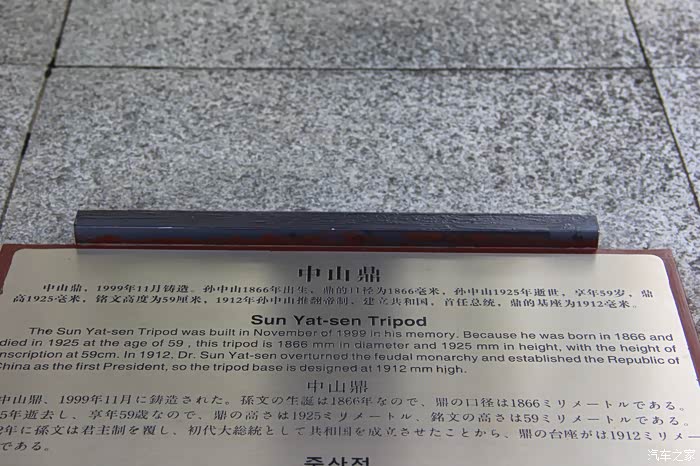 中山鼎
中山鼎，1999年11月铸造。孙中山1866年出生，鼎的口径为1866毫米，孙中山1925年逝世，享年59岁，鼎
高1925毫米，铭文高度为59厘米，1912年孙中山推翻帝制，建立共和国，首任总统，鼎的基座为1912毫米。
Sun Yat-sen Tripod
The Sun Yat-sen Tripod was built in November of 1999 in his memory. Because he was born in 1866 and
died in 1925 at the age of 59 , this tripod is 1866 mm in diameter and 1925 mm in height, with the height of
nscription at 59cm. In 1912, Dr. Sun Yat-sen overturned the feudal monarchy and established the Republic of
China as the first President, so the tripod base is designed at 1912 mm high.
中山鼎
中山鼎、1999年11月に鋳造された。孫文の生誕は1866年なので、鼎の口径は1866ミリメートルである。
5年逝去し、享年59歳なので、鼎の高さは1925ミリメートル、銘文の高さは59ミリメートルである。
2年に孫文は君主制を覆し、初代大総統として共和国を成立させたことから、鼎の台座がは1912ミリメ
ートルである。
중산정
汽车之家